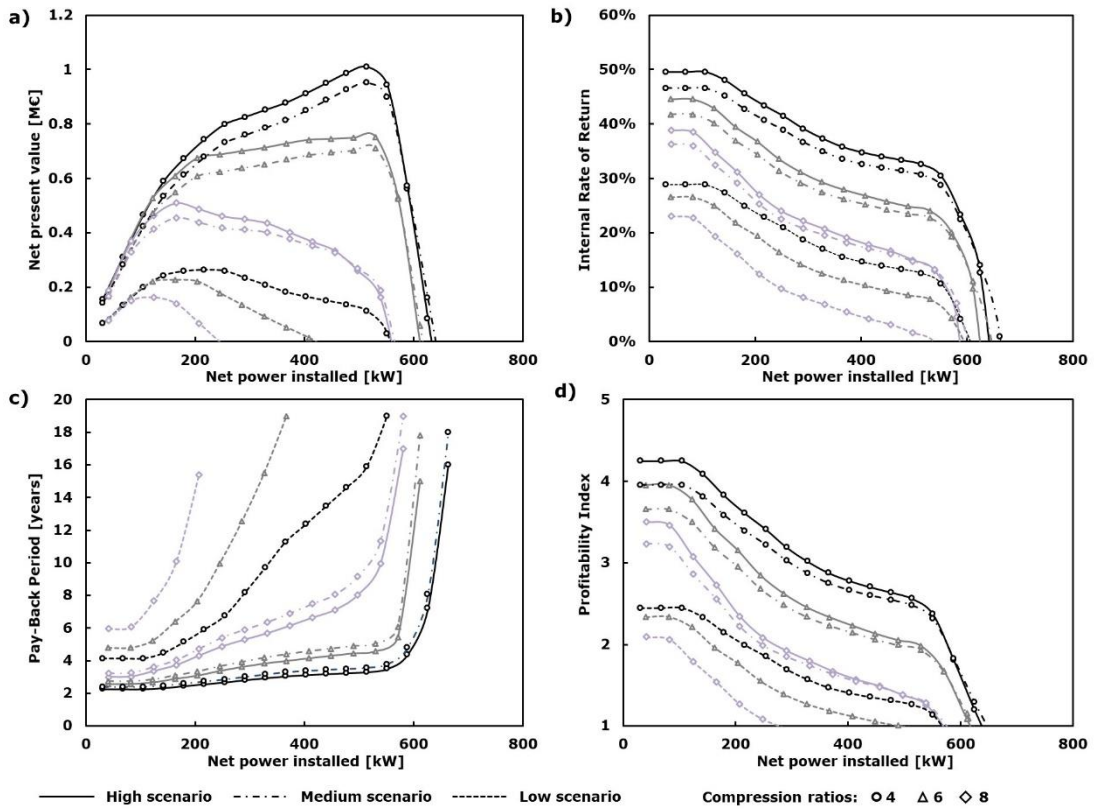 a)
Net present value [M€]
1.2
1
0.8
0.6
0.4
0.2
0
0 200 400 600 800
Net power installed [kW]
b)
Internal Rate of Return
60%
50%
40%
30%
20%
10%
0%
0 200 400 600 800
Net power installed [kW]
c)
Pay-Back Period [years]
20
18
16
14
12
10
8
6
4
2
0
0 200 400 600 800
Net power installed [kW]
d)
Profitability Index
5
4
3
2
1
0 200 400 600 800
Net power installed [kW]
High scenario Medium scenario Low scenario Compression ratios: 4 6 8